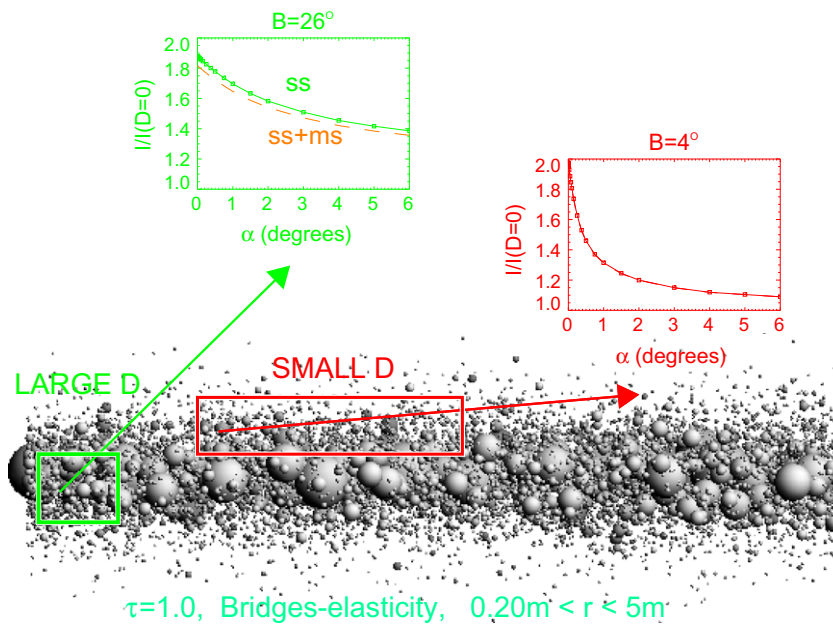 B=26°
I/I(D=0)
2.0
1.8
1.6
1.4
1.2
1.0
ss
ss+ms
0 1 2 3 4 5 6
α (degrees)
B=4°
I/I(D=0)
2.0
1.8
1.6
1.4
1.2
1.0
0 1 2 3 4 5 6
α (degrees)
LARGE D
SMALL D
τ=1.0, Bridges-elasticity, 0.20m < r < 5m